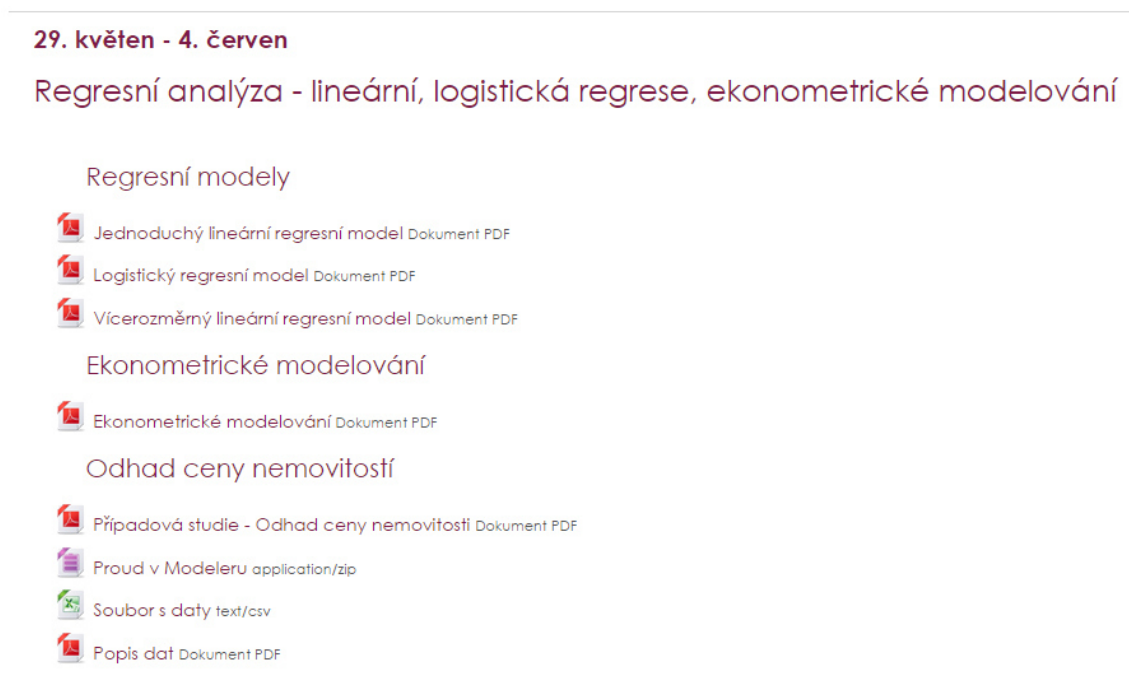 29. květen - 4. červen
Regresní analýza - lineární, logistická regrese, ekonometrické modelování
Regresní modely
Jednoduchý lineární regresní model Dokument PDF
Logistický regresní model Dokument PDF
Vícerozměrný lineární regresní model Dokument PDF
Ekonometrické modelování
Ekonometrické modelování Dokument PDF
Odhad ceny nemovitostí
Případová studie - Odhad ceny nemovitosti Dokument PDF
Proud v Modeleru application/zip
Soubor s daty text/csv
Popis dat Dokument PDF